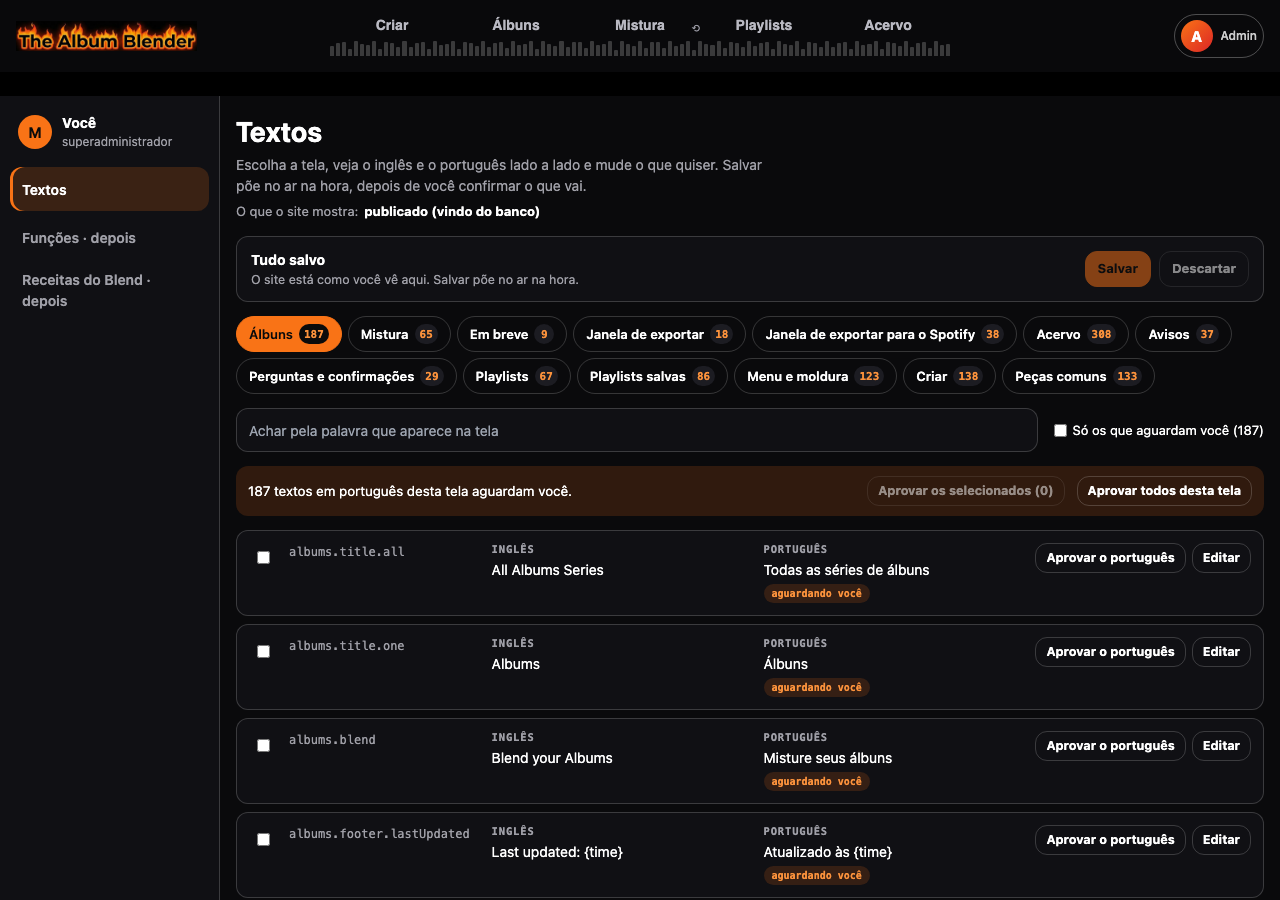 The Album Blender
Criar
Álbuns
Mistura
Playlists
Acervo
A
Admin
M
Você
superadministrador
Textos
Funções · depois
Receitas do Blend ·
depois
Textos
Escolha a tela, veja o inglês e o português lado a lado e mude o que quiser. Salvar
põe no ar na hora, depois de você confirmar o que vai.
O que o site mostra: publicado (vindo do banco)
Tudo salvo
O site está como você vê aqui. Salvar põe no ar na hora.
Salvar
Descartar
Álbuns 187
Mistura 65
Em breve 9
Janela de exportar 18
Janela de exportar para o Spotify 38
Acervo 308
Avisos 37
Perguntas e confirmações 29
Playlists 67
Playlists salvas 86
Menu e moldura 123
Criar 138
Peças comuns 133
Achar pela palavra que aparece na tela
Só os que aguardam você (187)
187 textos em português desta tela aguardam você.
Aprovar os selecionados (0)
Aprovar todos desta tela
albums.title.all
INGLÊS
All Albums Series
PORTUGUÊS
Todas as séries de álbuns
aguardando você
Aprovar o português
Editar
albums.title.one
INGLÊS
Albums
PORTUGUÊS
Álbuns
aguardando você
Aprovar o português
Editar
albums.blend
INGLÊS
Blend your Albums
PORTUGUÊS
Misture seus álbuns
aguardando você
Aprovar o português
Editar
albums.footer.lastUpdated
INGLÊS
Last updated: {time}
PORTUGUÊS
Atualizado às {time}
aguardando você
Aprovar o português
Editar